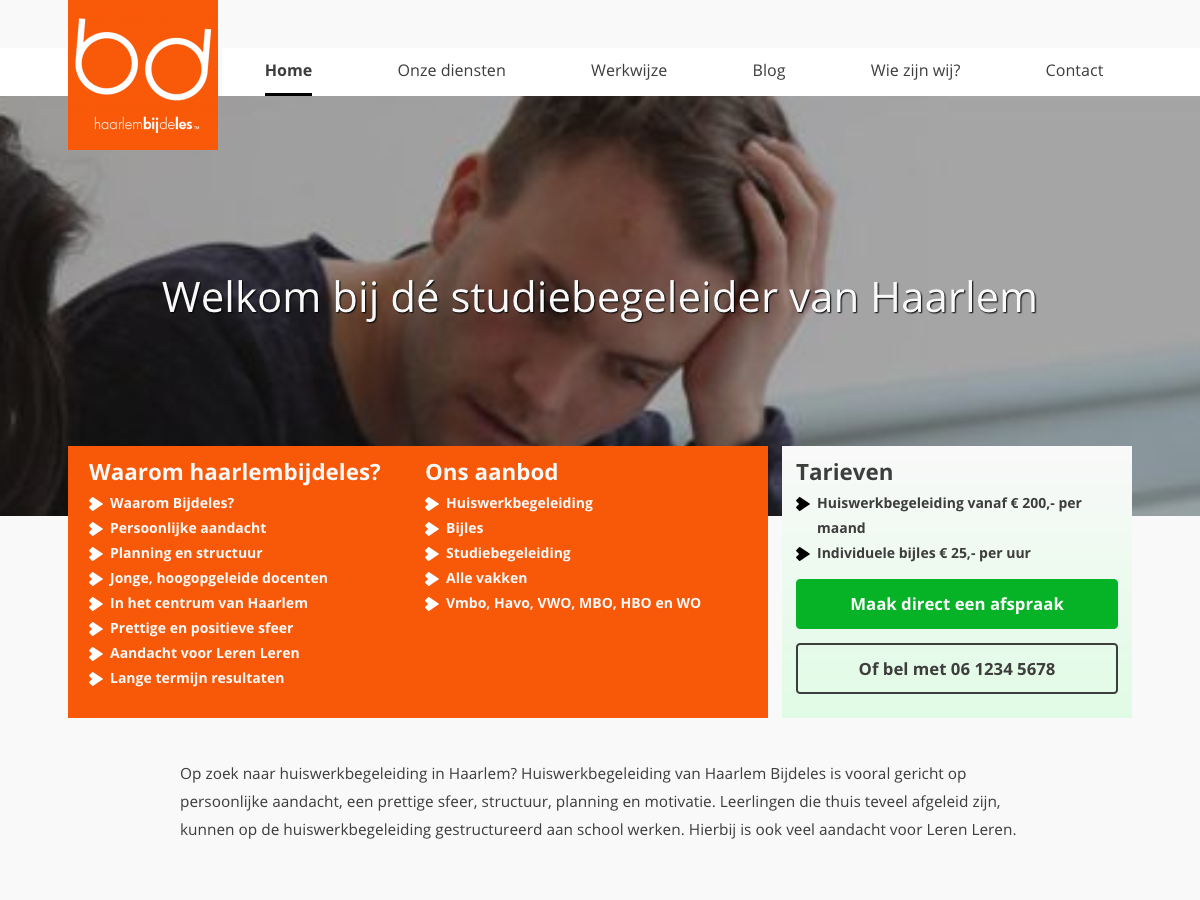 bd
haarlembijdeles™
Home
Onze diensten
Werkwijze
Blog
Wie zijn wij?
Contact
Welkom bij dé studiebegeleider van Haarlem
Waarom haarlembijdeles?
Waarom Bijdeles?
Persoonlijke aandacht
Planning en structuur
Jonge, hoogopgeleide docenten
In het centrum van Haarlem
Prettige en positieve sfeer
Aandacht voor Leren Leren
Lange termijn resultaten
Ons aanbod
Huiswerkbegeleiding
Bijles
Studiebegeleiding
Alle vakken
Vmbo, Havo, VWO, MBO, HBO en WO
Tarieven
Huiswerkbegeleiding vanaf € 200,- per
maand
Individuele bijles € 25,- per uur
Maak direct een afspraak
Of bel met 06 1234 5678
Op zoek naar huiswerkbegeleiding in Haarlem? Huiswerkbegeleiding van Haarlem Bijdeles is vooral gericht op
persoonlijke aandacht, een prettige sfeer, structuur, planning en motivatie. Leerlingen die thuis teveel afgeleid zijn,
kunnen op de huiswerkbegeleiding gestructureerd aan school werken. Hierbij is ook veel aandacht voor Leren Leren.